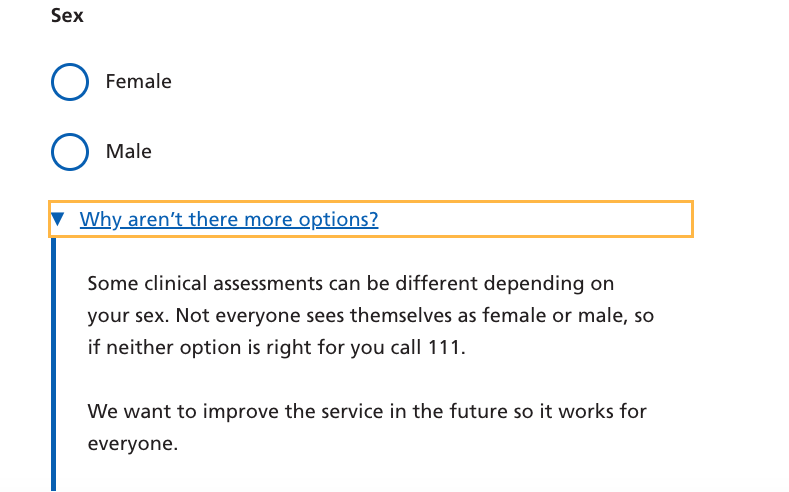 Sex
Female
Male
Why aren’t there more options?
Some clinical assessments can be different depending on
your sex. Not everyone sees themselves as female or male, so
if neither option is right for you call 111.
We want to improve the service in the future so it works for
everyone.